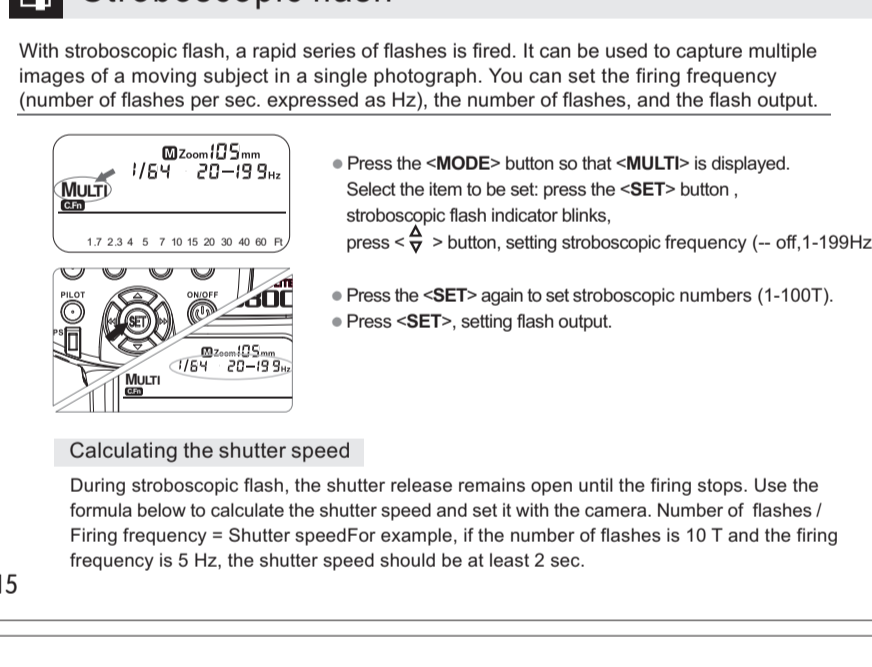 Stroboscopic flash
With stroboscopic flash, a rapid series of flashes is fired. It can be used to capture multiple
images of a moving subject in a single photograph. You can set the firing frequency
(number of flashes per sec. expressed as Hz), the number of flashes, and the flash output.
M Zoom 105 mm
1/64 20-199Hz
MULTI
C.Fn
1.7 2.3 4 5 7 10 15 20 30 40 60 Ft
● Press the <MODE> button so that <MULTI> is displayed.
Select the item to be set: press the <SET> button ,
stroboscopic flash indicator blinks,
press < △▽ > button, setting stroboscopic frequency (-- off,1-199Hz
PILOT
ON/OFF
SET
M Zoom 105 mm
1/64 20-199Hz
MULTI
C.Fn
● Press the <SET> again to set stroboscopic numbers (1-100T).
● Press <SET>, setting flash output.
Calculating the shutter speed
During stroboscopic flash, the shutter release remains open until the firing stops. Use the
formula below to calculate the shutter speed and set it with the camera. Number of flashes /
Firing frequency = Shutter speedFor example, if the number of flashes is 10 T and the firing
frequency is 5 Hz, the shutter speed should be at least 2 sec.
15